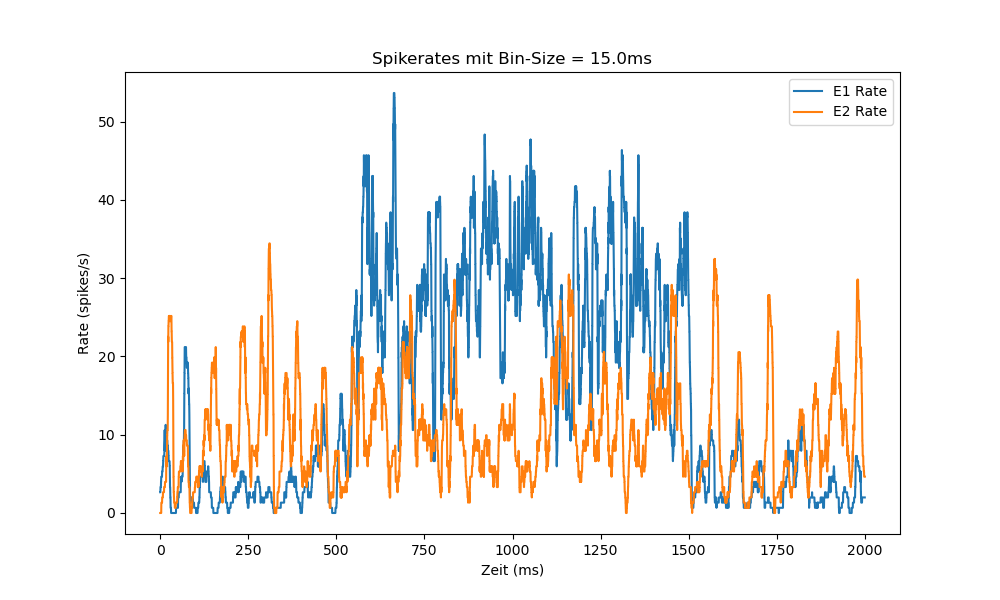 Spikerates mit Bin-Size = 15.0ms
E1 Rate
E2 Rate
50
40
30
20
10
0
Rate (spikes/s)
0 250 500 750 1000 1250 1500 1750 2000
Zeit (ms)